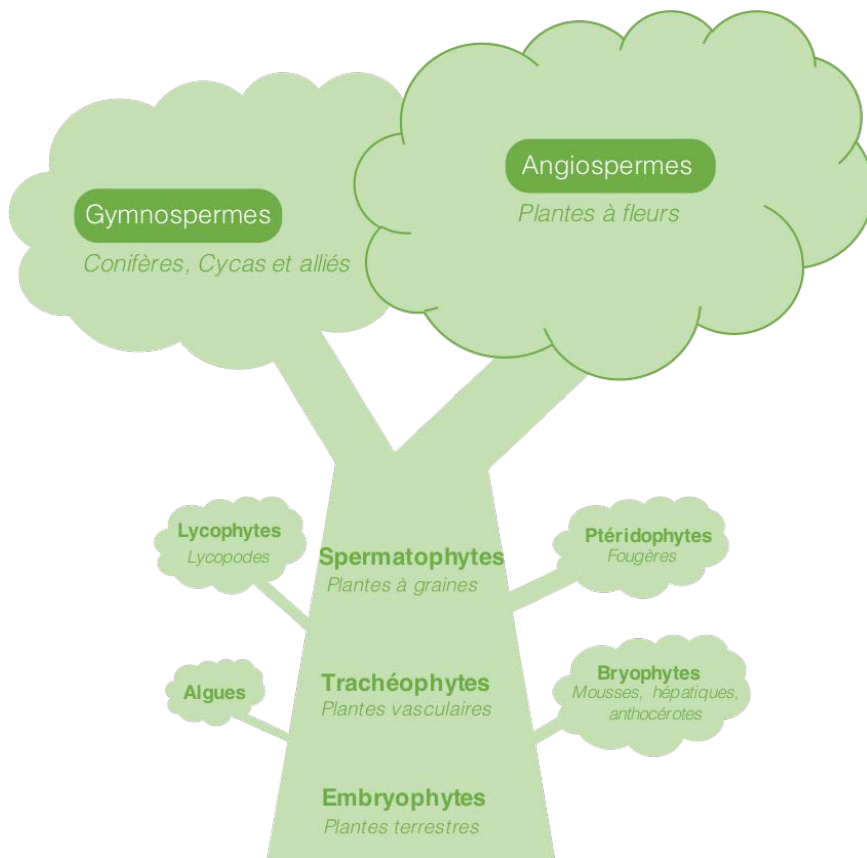 Angiospermes
Plantes à fleurs
Gymnospermes
Conifères, Cycas et alliés
Lycophytes
Lycopodes
Spermatophytes
Plantes à graines
Ptéridophytes
Fougères
Algues
Trachéophytes
Plantes vasculaires
Bryophytes
Mousses, hépatiques,
anthocérotes
Embryophytes
Plantes terrestres